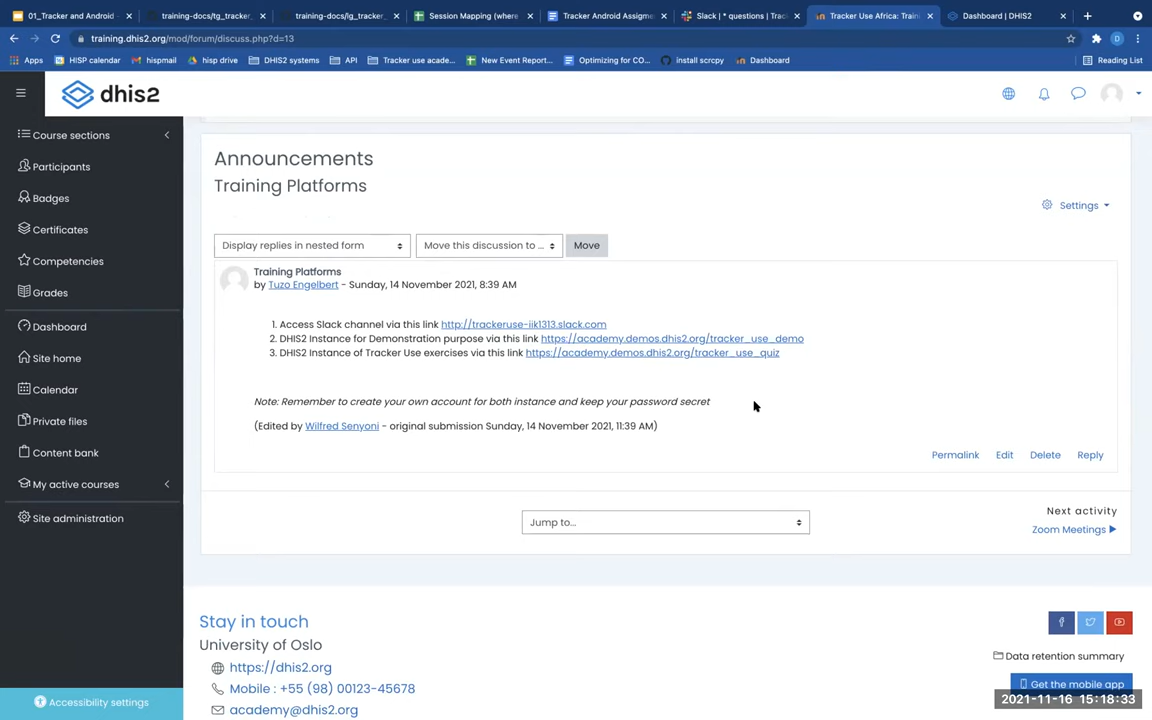 01_Tracker and Android -
training-docs/tg_tracker_
training-docs/lg_tracker_
Session Mapping (where
Tracker Android Assigme
Slack | * questions | Trac
Tracker Use Africa: Train
Dashboard | DHIS2
training.dhis2.org/mod/forum/discuss.php?d=13
D
Apps
HISP calendar
hispmail
hisp drive
DHIS2 systems
API
Tracker use acade...
New Event Report...
Optimizing for CO...
install scrcpy
Dashboard
Reading List
dhis2
Course sections
Participants
Badges
Certificates
Competencies
Grades
Dashboard
Site home
Calendar
Private files
Content bank
My active courses
Site administration
Accessibility settings
Announcements
Training Platforms
Settings
Display replies in nested form
Move this discussion to ...
Move
Training Platforms
by Tuzo Engelbert - Sunday, 14 November 2021, 8:39 AM
1. Access Slack channel via this link http://trackeruse-iik1313.slack.com
2. DHIS2 Instance for Demonstration purpose via this link https://academy.demos.dhis2.org/tracker_use_demo
3. DHIS2 Instance of Tracker Use exercises via this link https://academy.demos.dhis2.org/tracker_use_quiz
Note: Remember to create your own account for both instance and keep your password secret
(Edited by Wilfred Senyoni - original submission Sunday, 14 November 2021, 11:39 AM)
Permalink
Edit
Delete
Reply
Jump to...
Next activity
Zoom Meetings
Stay in touch
University of Oslo
https://dhis2.org
Mobile : +55 (98) 00123-45678
academy@dhis2.org
Data retention summary
Get the mobile app
2021-11-16 15:18:33